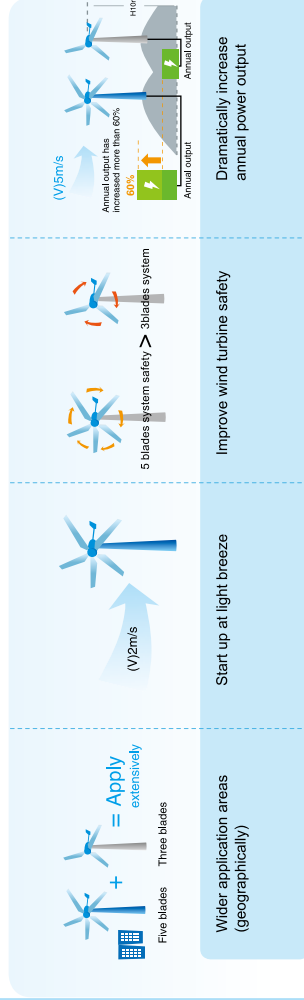 Five blades
+
Three blades
= Apply
extensively
Wider application areas
(geographically)
(V)2m/s
Start up at light breeze
5 blades system safety > 3blades system
Improve wind turbine safety
(V)5m/s
Annual output has
increased more than 60%
60%
Annual output
Annual output
Dramatically increase
annual power output